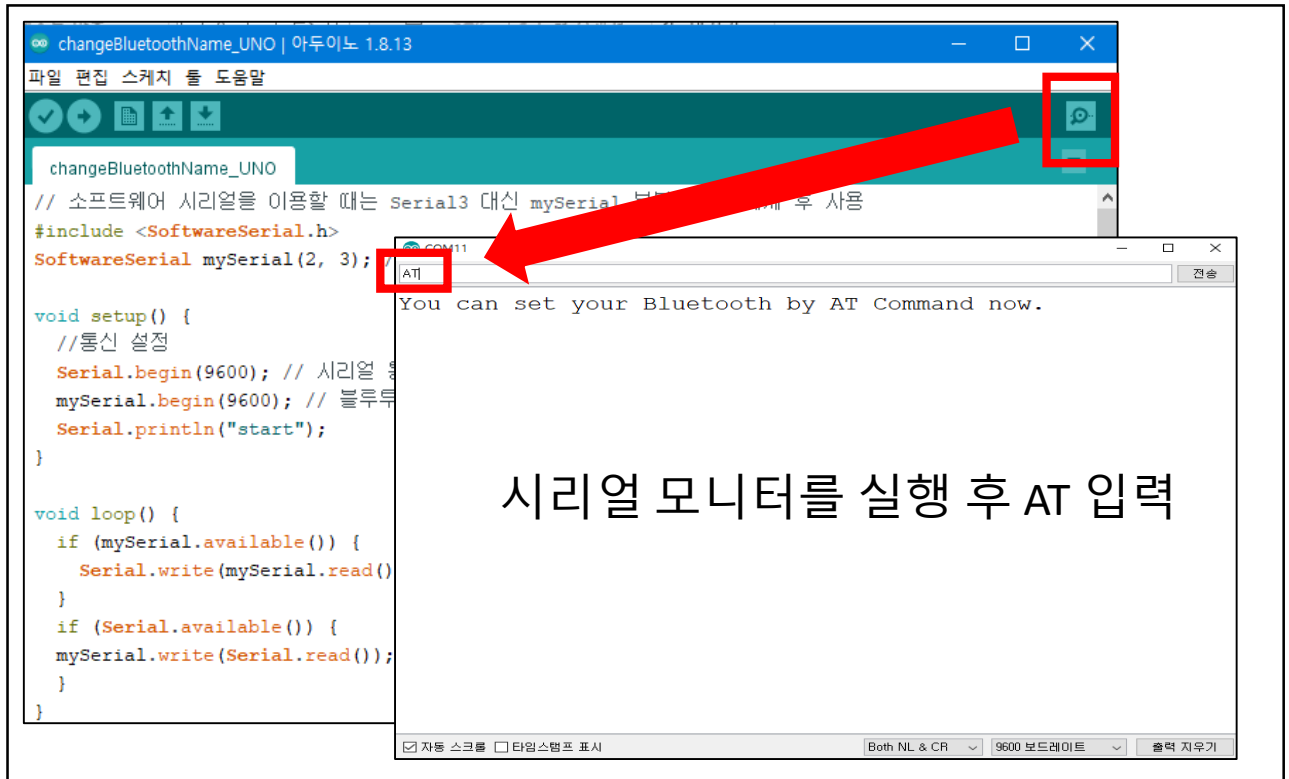 changeBluetoothName_UNO | 아두이노 1.8.13
파일 편집 스케치 툴 도움말
changeBluetoothName_UNO
// 소프트웨어 시리얼을 이용할 때는 Serial3 대신 mySerial 후 사용
#include <SoftwareSerial.h>
SoftwareSerial mySerial(2, 3); /
void setup() {
//통신 설정
Serial.begin(9600); // 시리얼
mySerial.begin(9600); // 블루투
Serial.println("start");
}
void loop() {
if (mySerial.available()) {
Serial.write(mySerial.read()
}
if (Serial.available()) {
mySerial.write(Serial.read());
}
}
COM11
AT
전송
You can set your Bluetooth by AT Command now.
시리얼 모니터를 실행 후 AT 입력
자동 스크롤 타임스탬프 표시 Both NL & CR 9600 보드레이트 출력 지우기